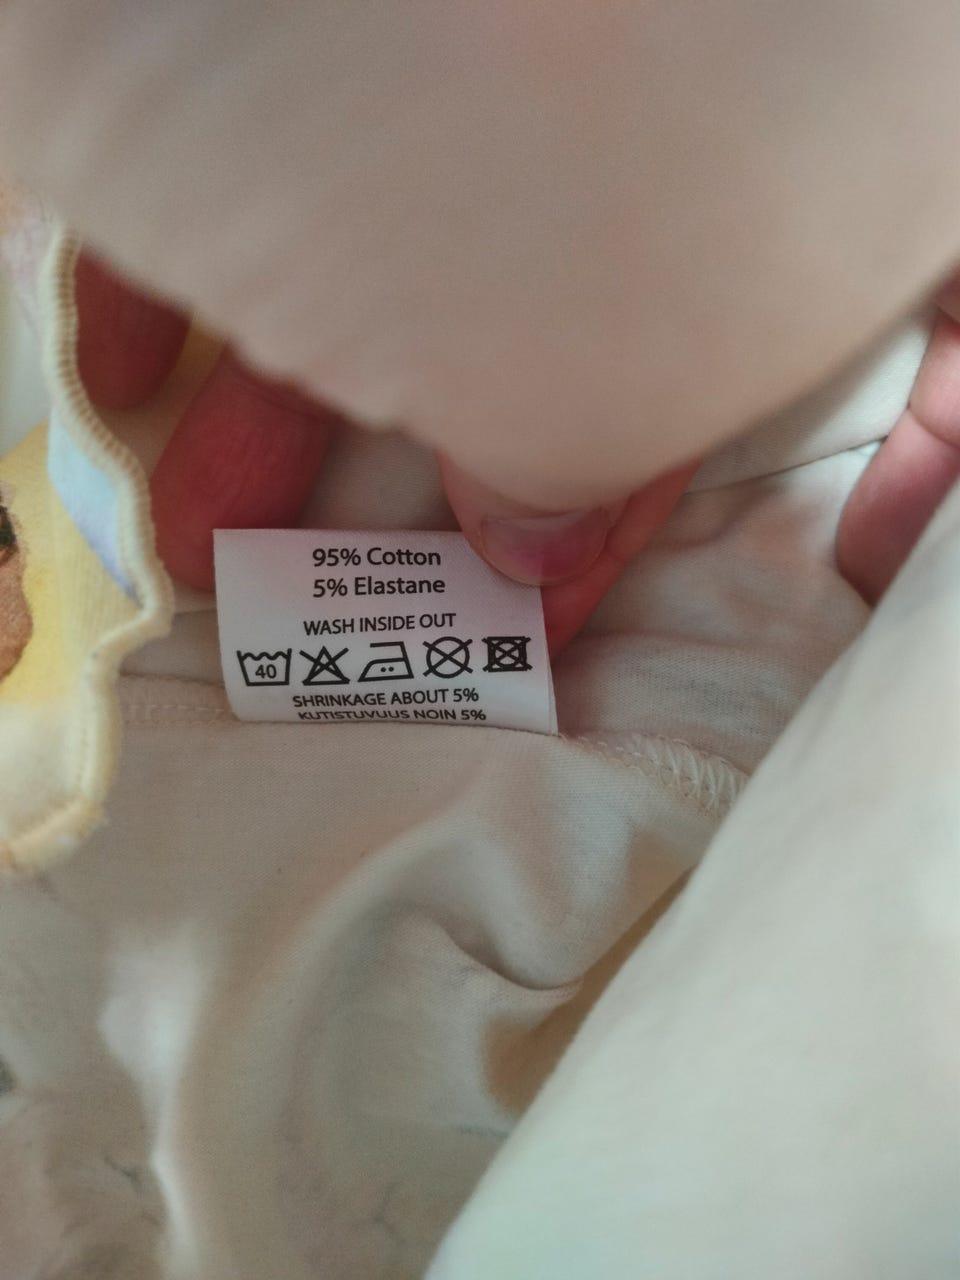 95% Cotton
5% Elastane
WASH INSIDE OUT
40
SHRINKAGE ABOUT 5%
KUTISTUVUUS NOIN 5%